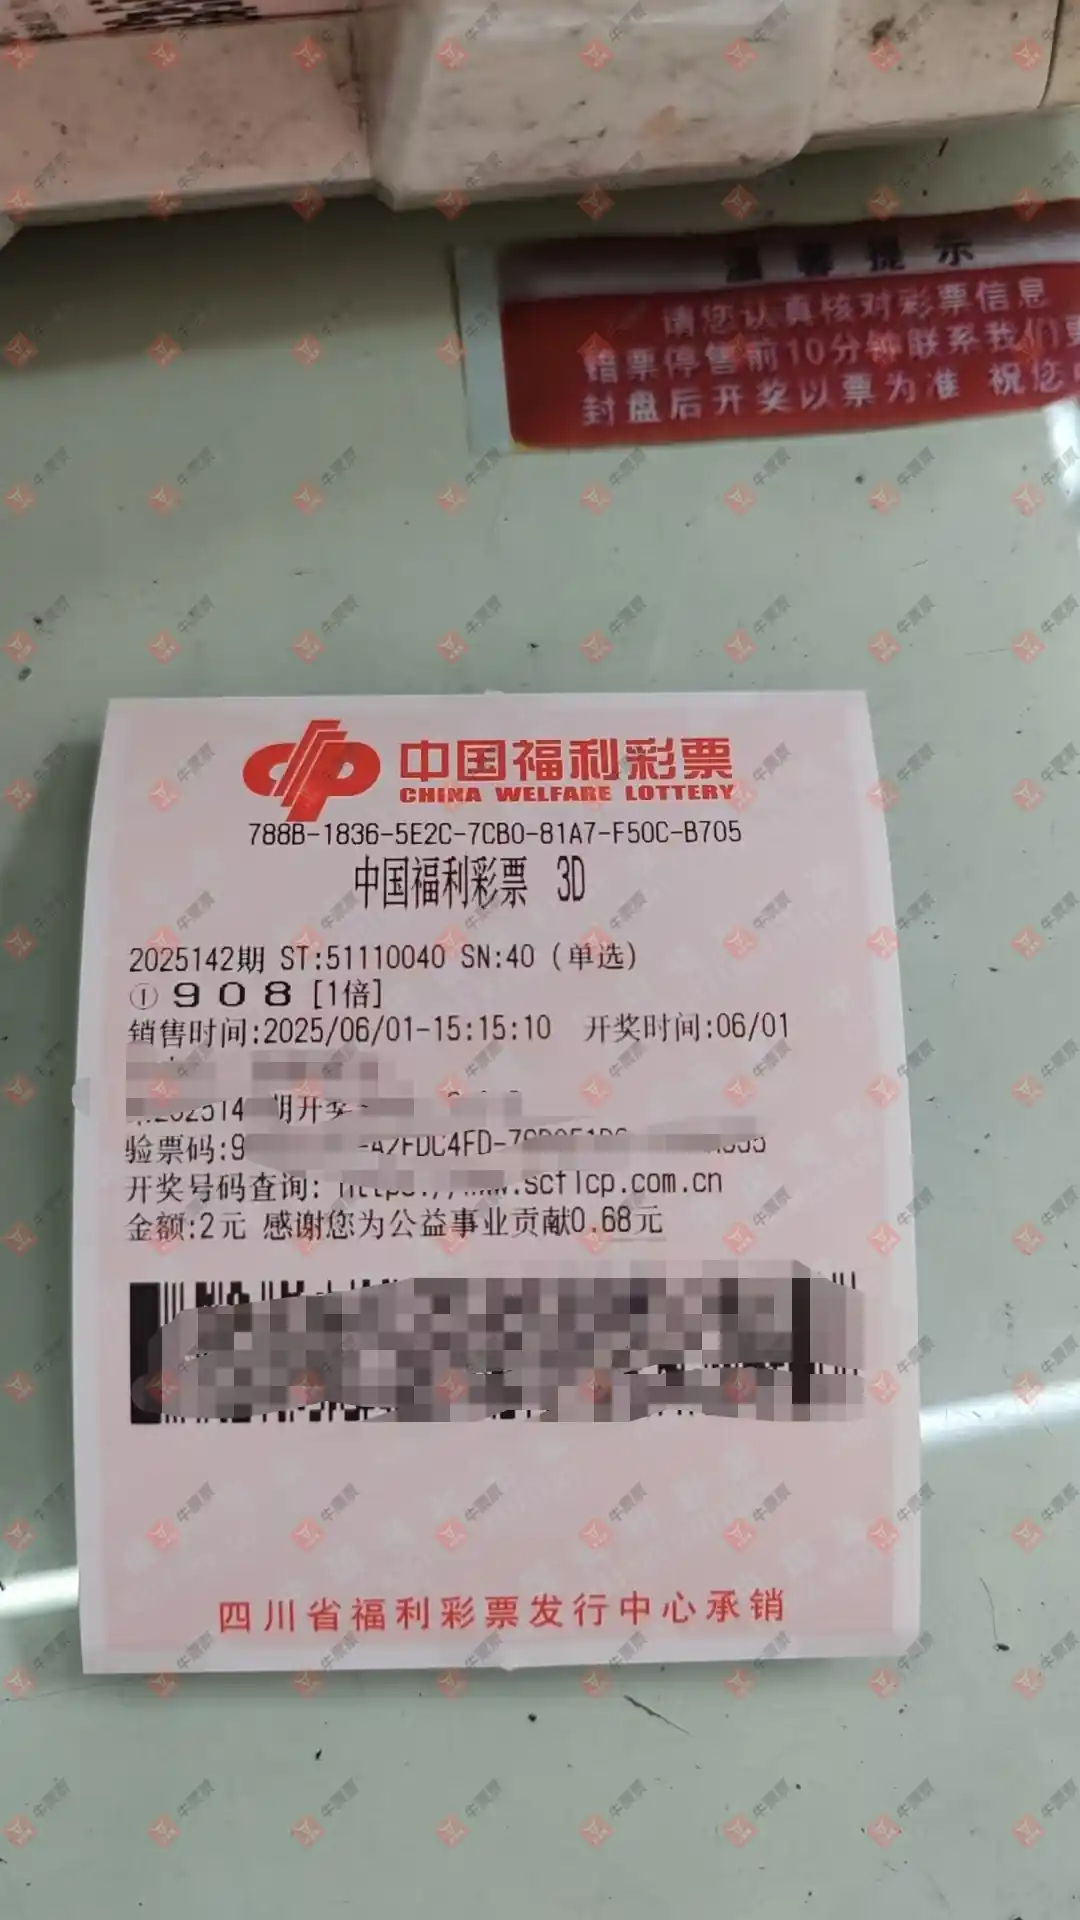 温馨提示
请您认真核对彩票信息
错票停售前10分钟联系我们
封盘后开奖以票为准 祝您
中国福利彩票
CHINA WELFARE LOTTERY
788B-1836-5E2C-7CB0-81A7-F50C-B705
中国福利彩票 3D
2025142期 ST:51110040 SN:40 (单选)
① 9 0 8 [1倍]
销售时间:2025/06/01-15:15:10 开奖时间:06/01
验票码:9
开奖号码查询: .scflcp.com.cn
金额:2元 感谢您为公益事业贡献0.68元
四川省福利彩票发行中心承销
牛票票